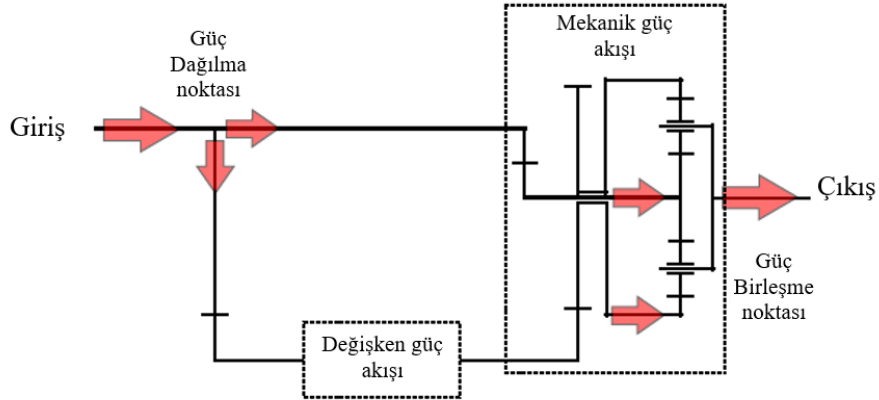 Güç
Dağılma
noktası
Mekanik güç
akışı
Giriş
Çıkış
Güç
Birleşme
noktası
Değişken güç
akışı